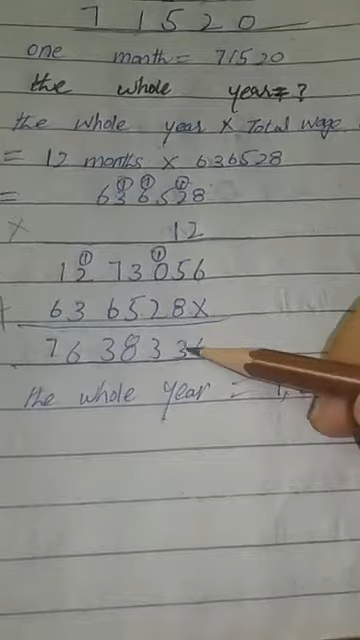 71520
one month = 71520
the whole year = ?
the whole year × Total wage
= 12 months × 636528
= 636528
× 12
1273056
+ 636528×
763833
the whole year =